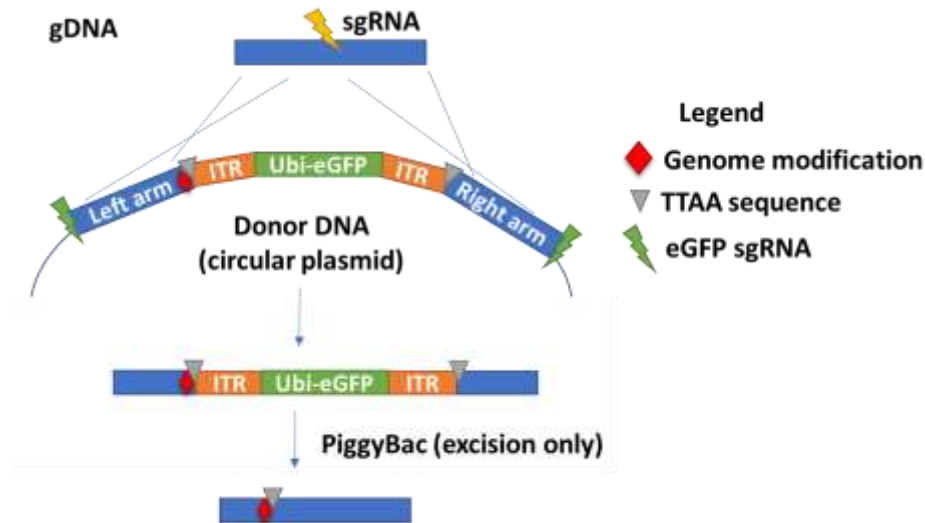 gDNA
sgRNA
Legend
Genome modification
TTAA sequence
eGFP sgRNA
Left arm
ITR
Ubi-eGFP
ITR
Right arm
Donor DNA
(circular plasmid)
ITR
Ubi-eGFP
ITR
PiggyBac (excision only)